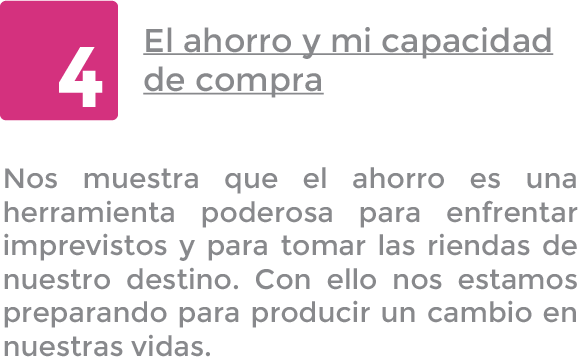 4
El ahorro y mi capacidad
de compra
Nos muestra que el ahorro es una
herramienta poderosa para enfrentar
imprevistos y para tomar las riendas de
nuestro destino. Con ello nos estamos
preparando para producir un cambio en
nuestras vidas.